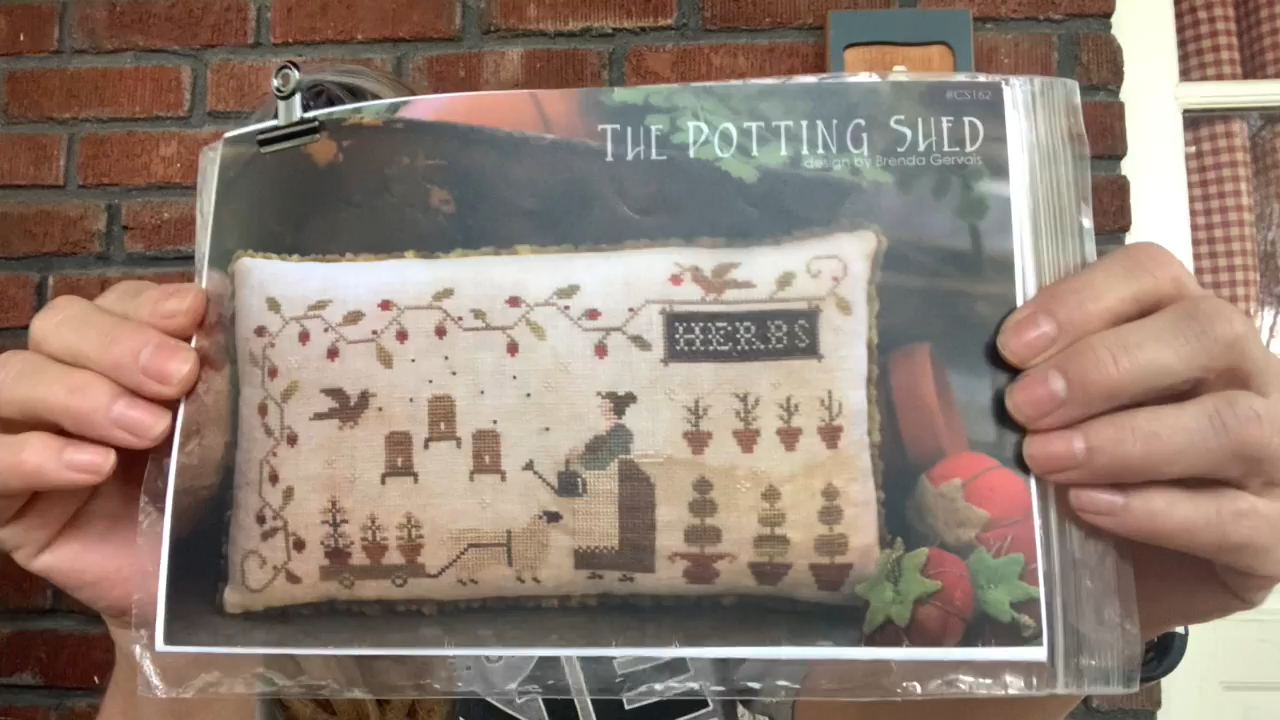 #CS162
THE POTTING SHED
design by Brenda Gervais
HERBS